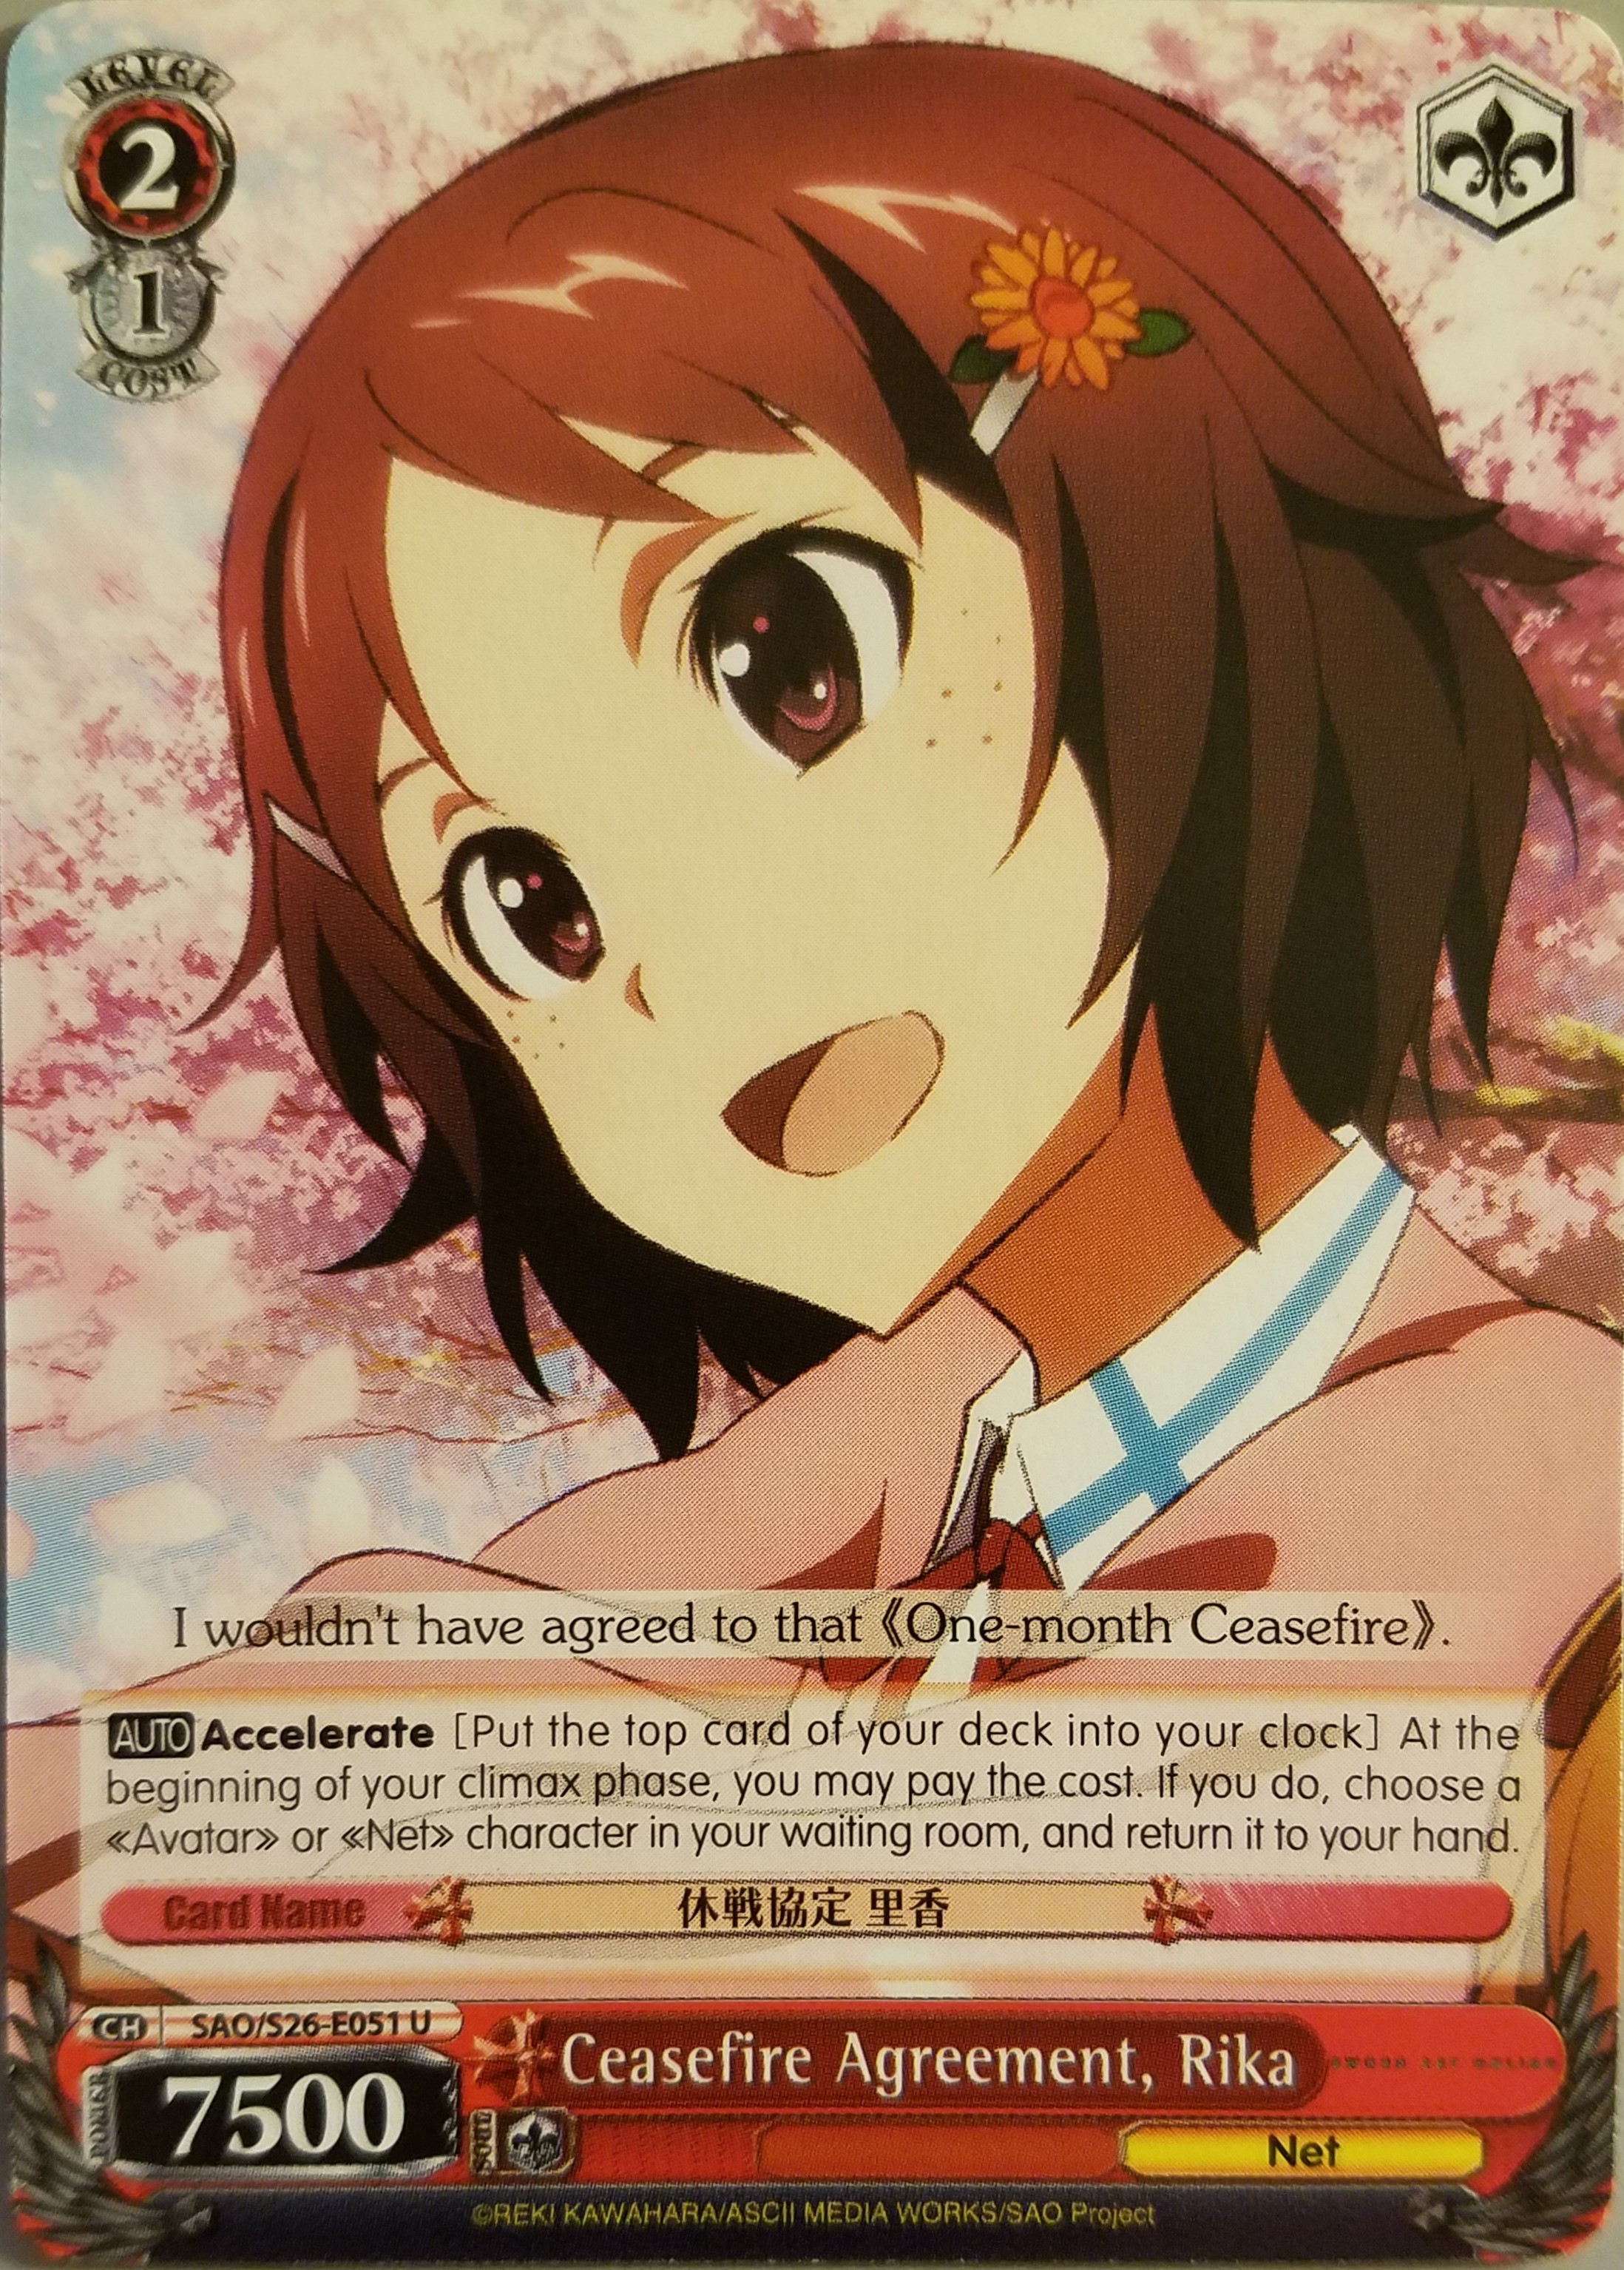 LEVEL
2
1
COST
I wouldn't have agreed to that 《One-month Ceasefire》.
AUTO Accelerate [Put the top card of your deck into your clock] At the
beginning of your climax phase, you may pay the cost. If you do, choose a
«Avatar» or «Net» character in your waiting room, and return it to your hand.
Card Name 休戦協定 里香
CH SAO/S26-E051 U
Ceasefire Agreement, Rika
SWORD ART ONLINE
POWER 7500
SOUL
Net
©REKI KAWAHARA/ASCII MEDIA WORKS/SAO Project